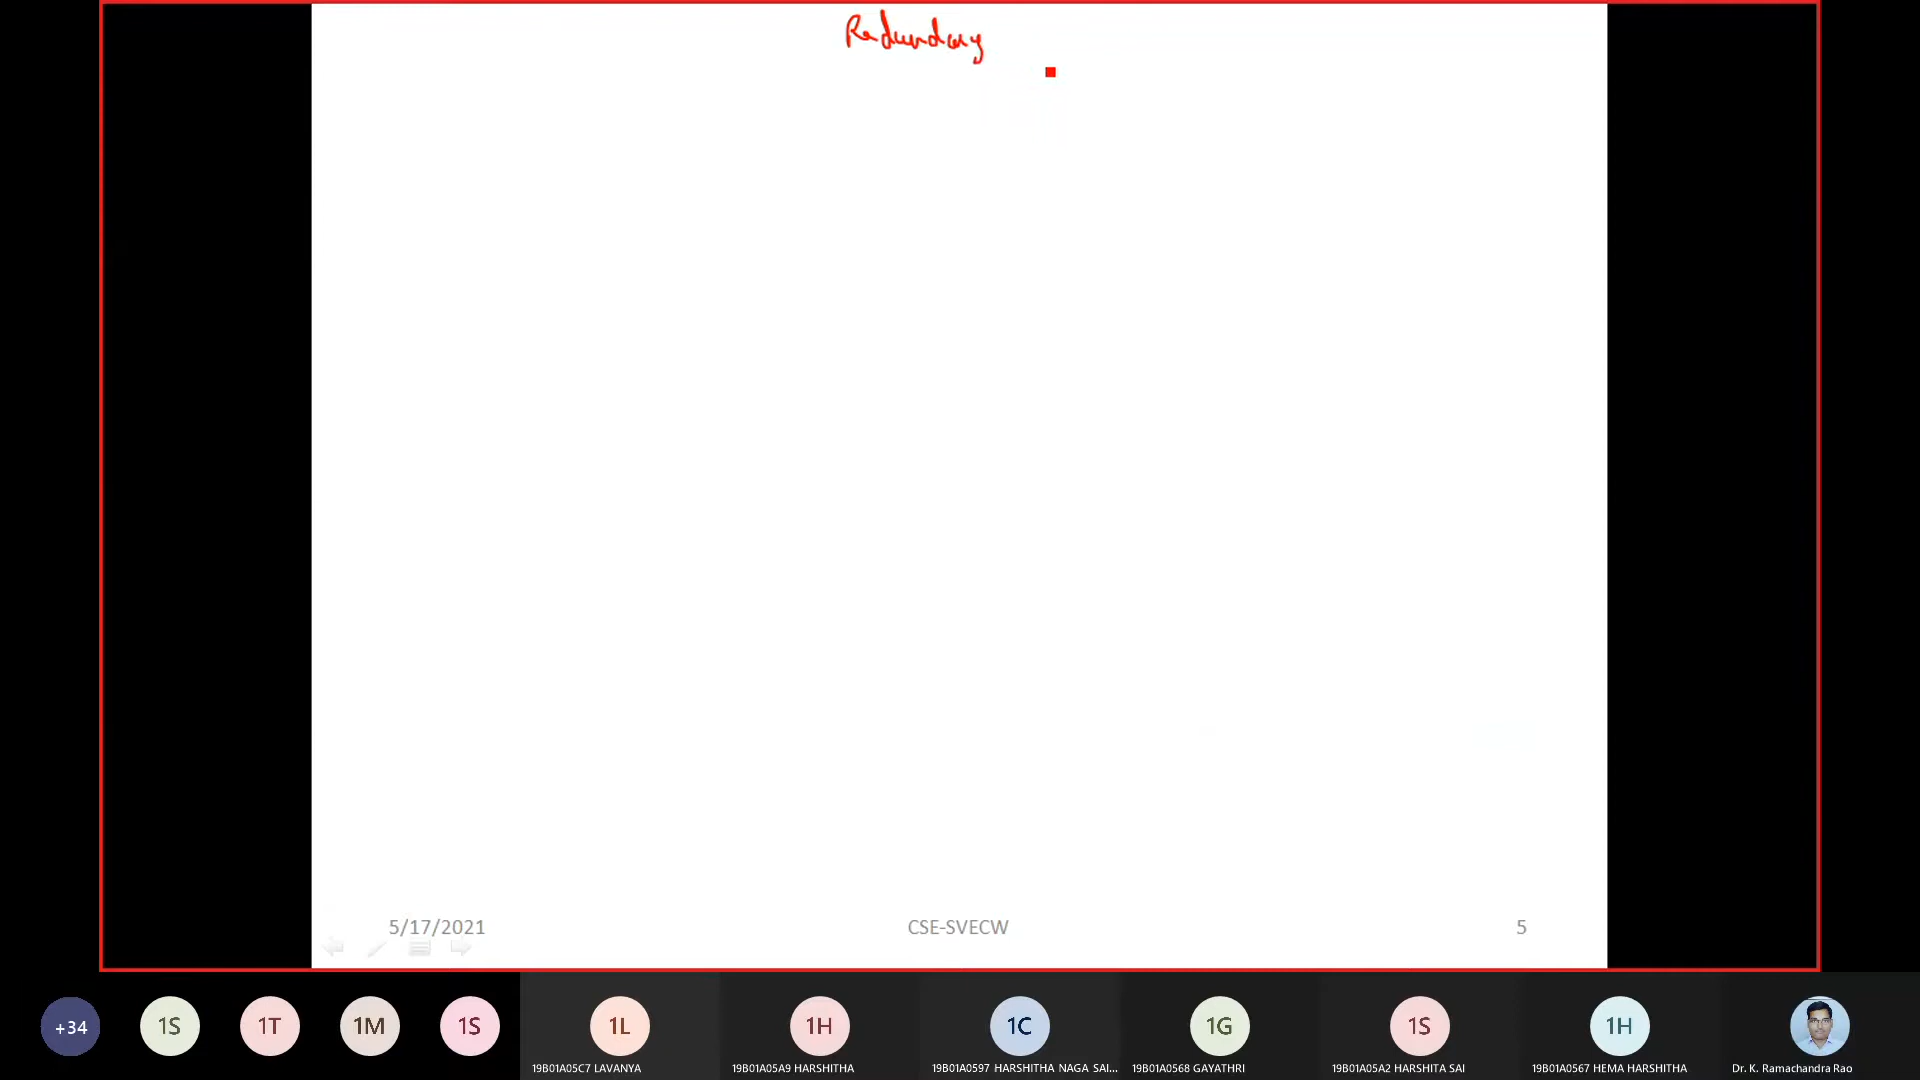 Redundancy
5/17/2021 CSE-SVECW 5
+34 1S 1T 1M 1S 1L 1H 1C 1G 1S 1H
19B01A05C7 LAVANYA 19B01A05A9 HARSHITHA 19B01A0597 HARSHITHA NAGA SAI... 19B01A0568 GAYATHRI 19B01A05A2 HARSHITA SAI 19B01A0567 HEMA HARSHITHA Dr. K. Ramachandra Rao